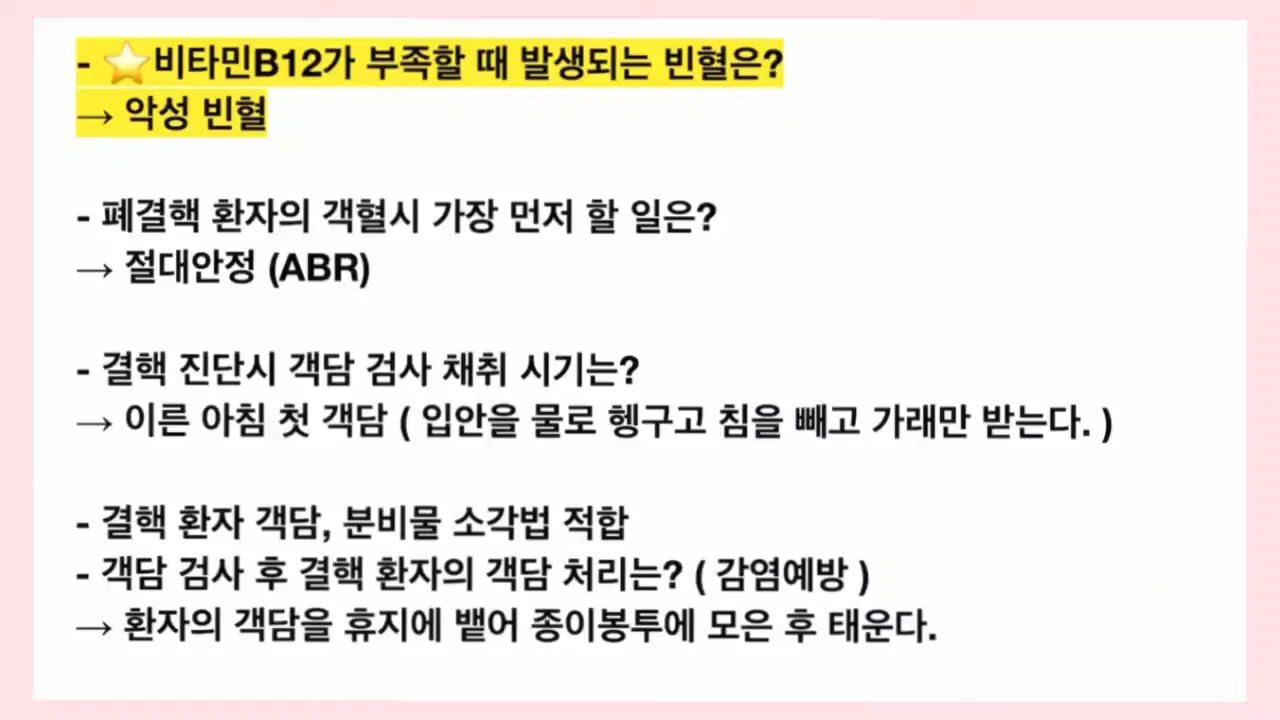 - ⭐비타민B12가 부족할 때 발생되는 빈혈은?
→ 악성 빈혈
- 폐결핵 환자의 객혈시 가장 먼저 할 일은?
→ 절대안정 (ABR)
- 결핵 진단시 객담 검사 채취 시기는?
→ 이른 아침 첫 객담 ( 입안을 물로 헹구고 침을 빼고 가래만 받는다. )
- 결핵 환자 객담, 분비물 소각법 적합
- 객담 검사 후 결핵 환자의 객담 처리는? ( 감염예방 )
→ 환자의 객담을 휴지에 뱉어 종이봉투에 모은 후 태운다.